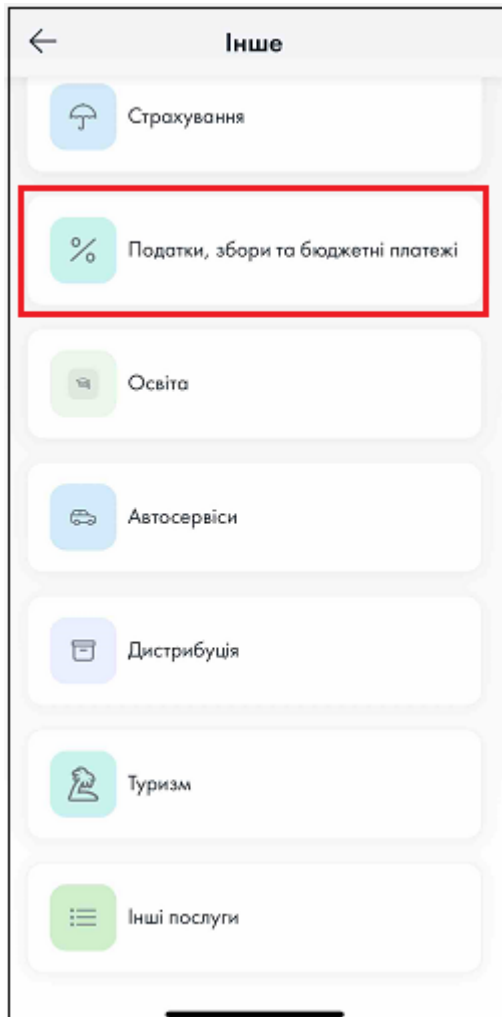 Інше
Страхування
Податки, збори та бюджетні платежі
Освіта
Автосервіси
Дистрибуція
Туризм
Інші послуги